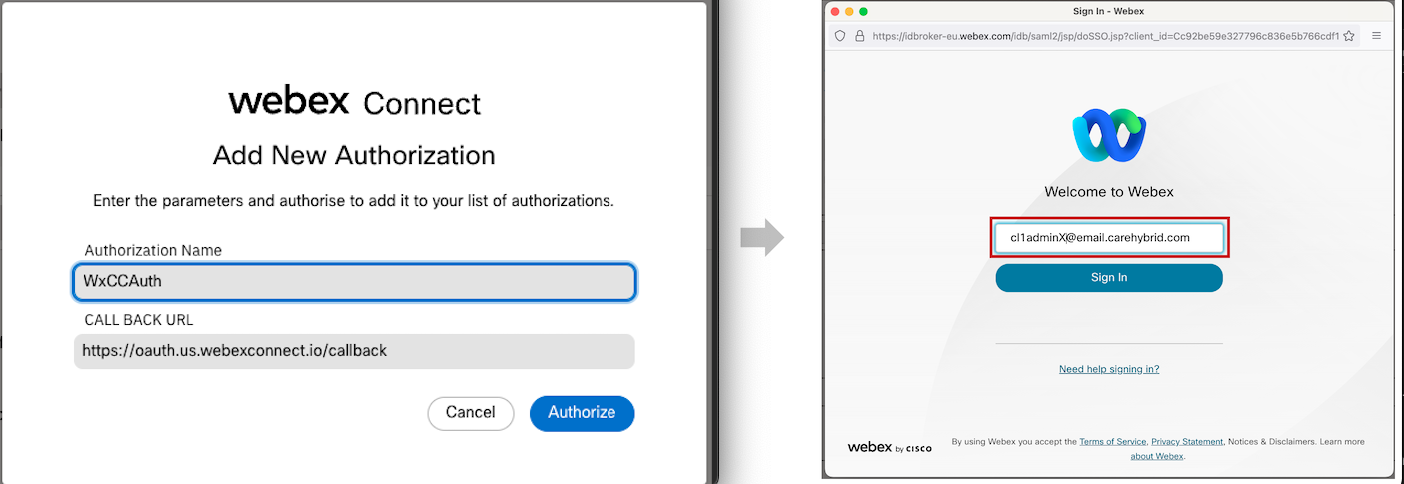 webex Connect
Add New Authorization
Enter the parameters and authorise to add it to your list of authorizations.
Authorization Name
WxCCAuth
CALL BACK URL
https://oauth.us.webexconnect.io/callback
Cancel
Authorize
Sign In - Webex
https://idbroker-eu.webex.com/idb/saml2/jsp/doSSO.jsp?client_id=Cc92be59e327796c836e5b766cdf1
Welcome to Webex
cl1adminX@email.carehybrid.com
Sign In
Need help signing in?
webex by CISCO
By using Webex you accept the Terms of Service, Privacy Statement, Notices & Disclaimers. Learn more
about Webex.